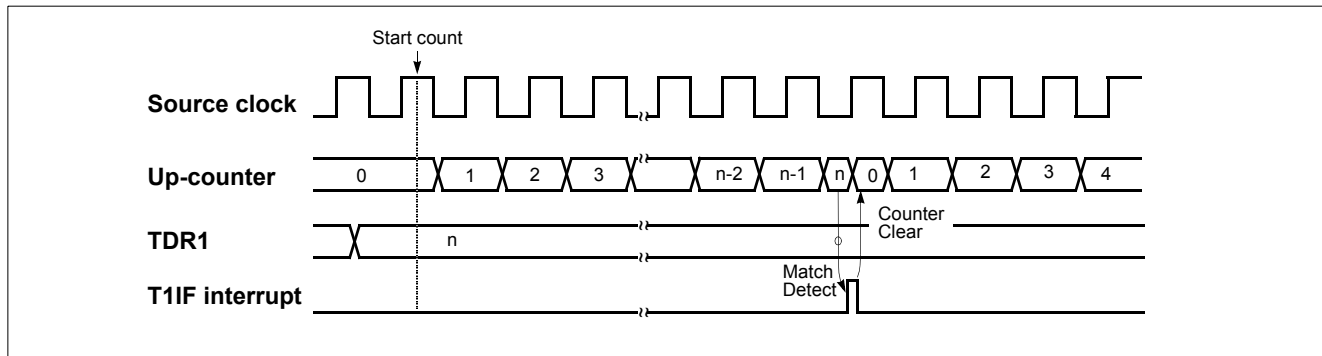 Start count
Source clock
Up-counter 0 1 2 3 n-2 n-1 n 0 1 2 3 4
Counter
Clear
TDR1 n
Match
Detect
T1IF interrupt